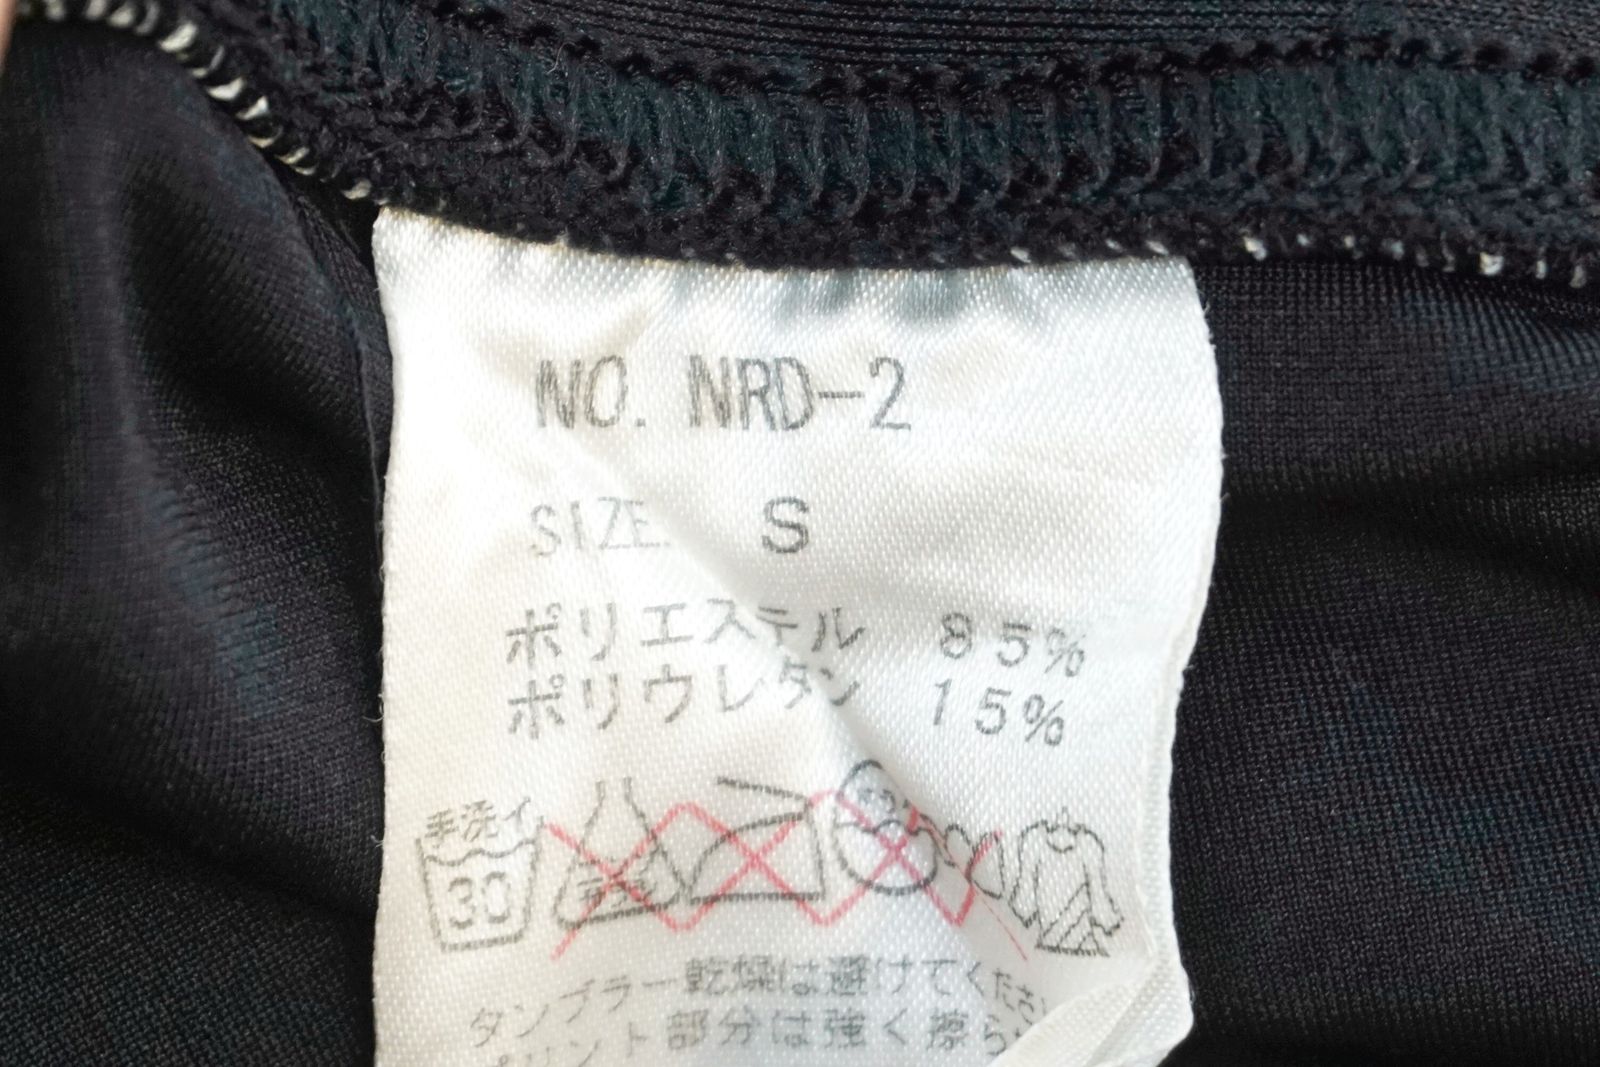 NO. NRD-2
SIZE S
ポリエステル 85%
ポリウレタン 15%
手洗イ
30
タンブラー乾燥は避けてくださ
プリント部分は強く擦ら